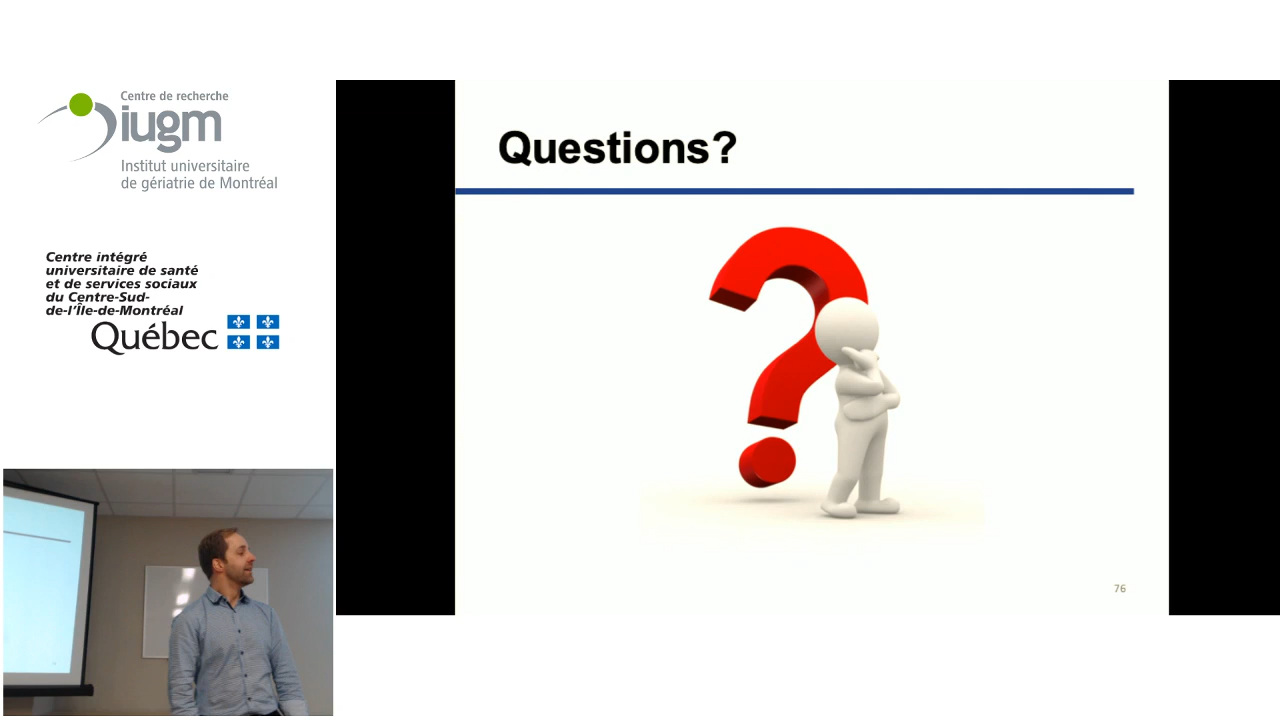 Centre de recherche
iugm
Institut universitaire
de gériatrie de Montréal
Centre intégré
universitaire de santé
et de services sociaux
du Centre-Sud-
de-l'Île-de-Montréal
Québec
Questions?
76